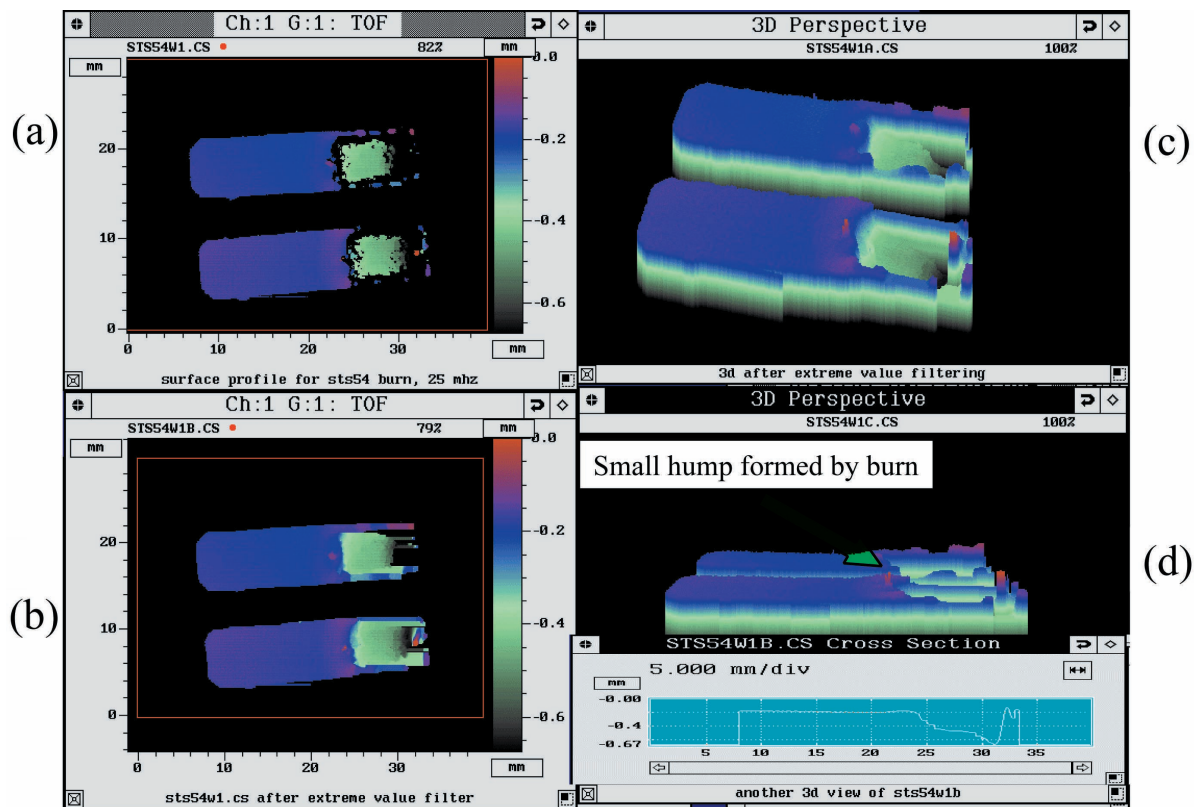 (a)
Ch:1 G:1: TOF
STS54W1.CS
82%
mm
mm
0.0
-0.2
-0.4
-0.6
20
10
0
0
10
20
30
mm
surface profile for sts54 burn, 25 mhz
(b)
Ch:1 G:1: TOF
STS54W1B.CS
79%
mm
mm
0.0
-0.2
-0.4
-0.6
20
10
0
0
10
20
30
mm
sts54w1.cs after extreme value filter
(c)
3D Perspective
STS54W1A.CS
100%
3d after extreme value filtering
(d)
3D Perspective
STS54W1C.CS
100%
Small hump formed by burn
STS54W1B.CS Cross Section
5.000 mm/div
mm
-0.00
-0.4
-0.67
5
10
15
20
25
30
35
another 3d view of sts54w1b